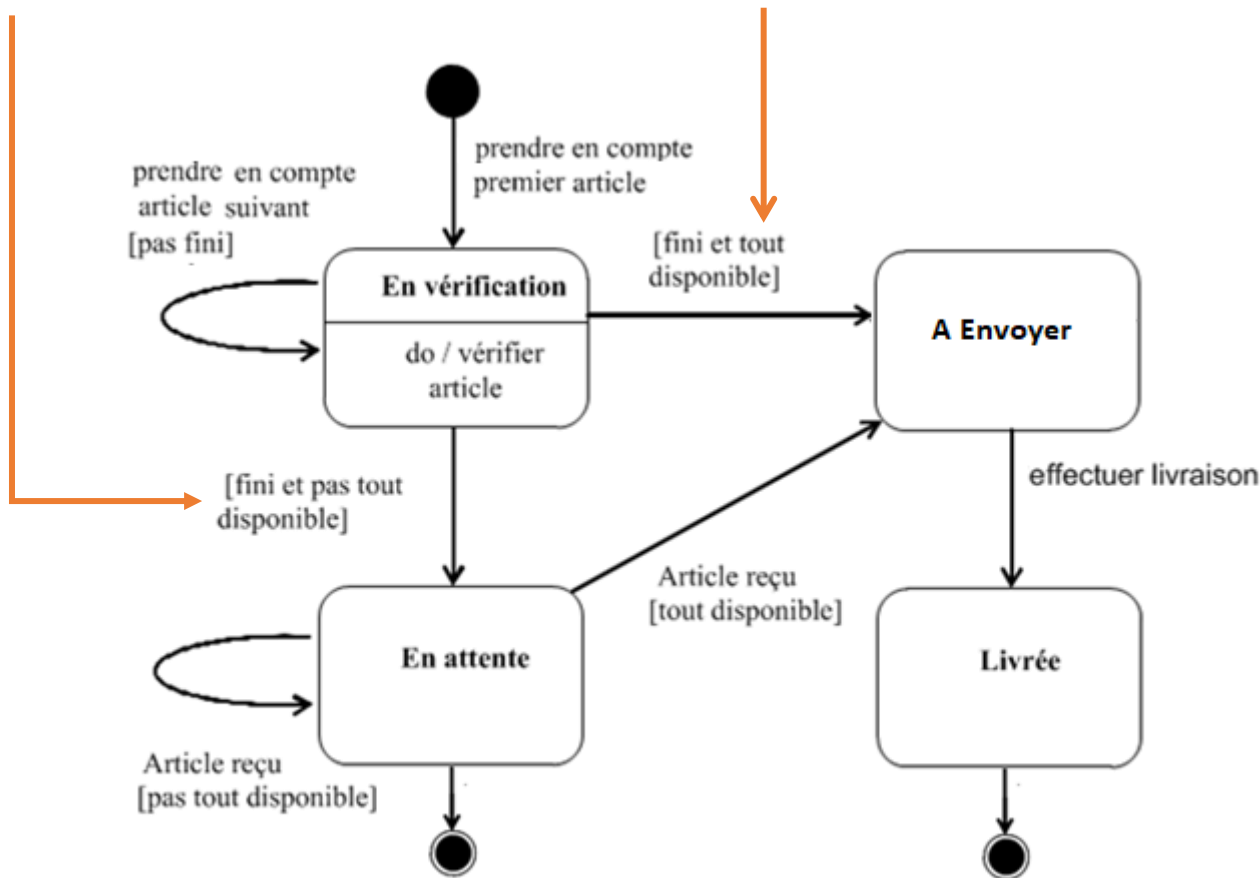 prendre en compte
premier article
prendre en compte
article suivant
[pas fini]
[fini et tout
disponible]
En vérification
do / vérifier
article
A Envoyer
effectuer livraison
[fini et pas tout
disponible]
Article reçu
[tout disponible]
En attente
Livrée
Article reçu
[pas tout disponible]